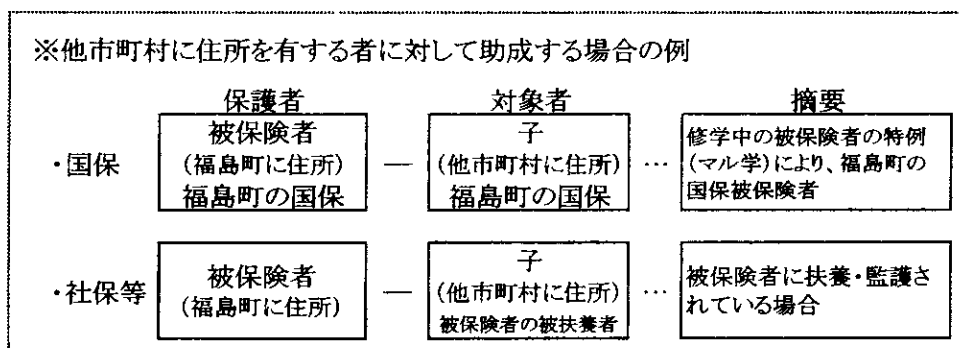 ※他市町村に住所を有する者に対して助成する場合の例
保護者
対象者
摘要
・国保
被保険者
(福島町に住所)
福島町の国保
―
子
(他市町村に住所)
福島町の国保
…
修学中の被保険者の特例
(マル学)により、福島町の
国保被保険者
・社保等
被保険者
(福島町に住所)
―
子
(他市町村に住所)
被保険者の被扶養者
…
被保険者に扶養・監護さ
れている場合